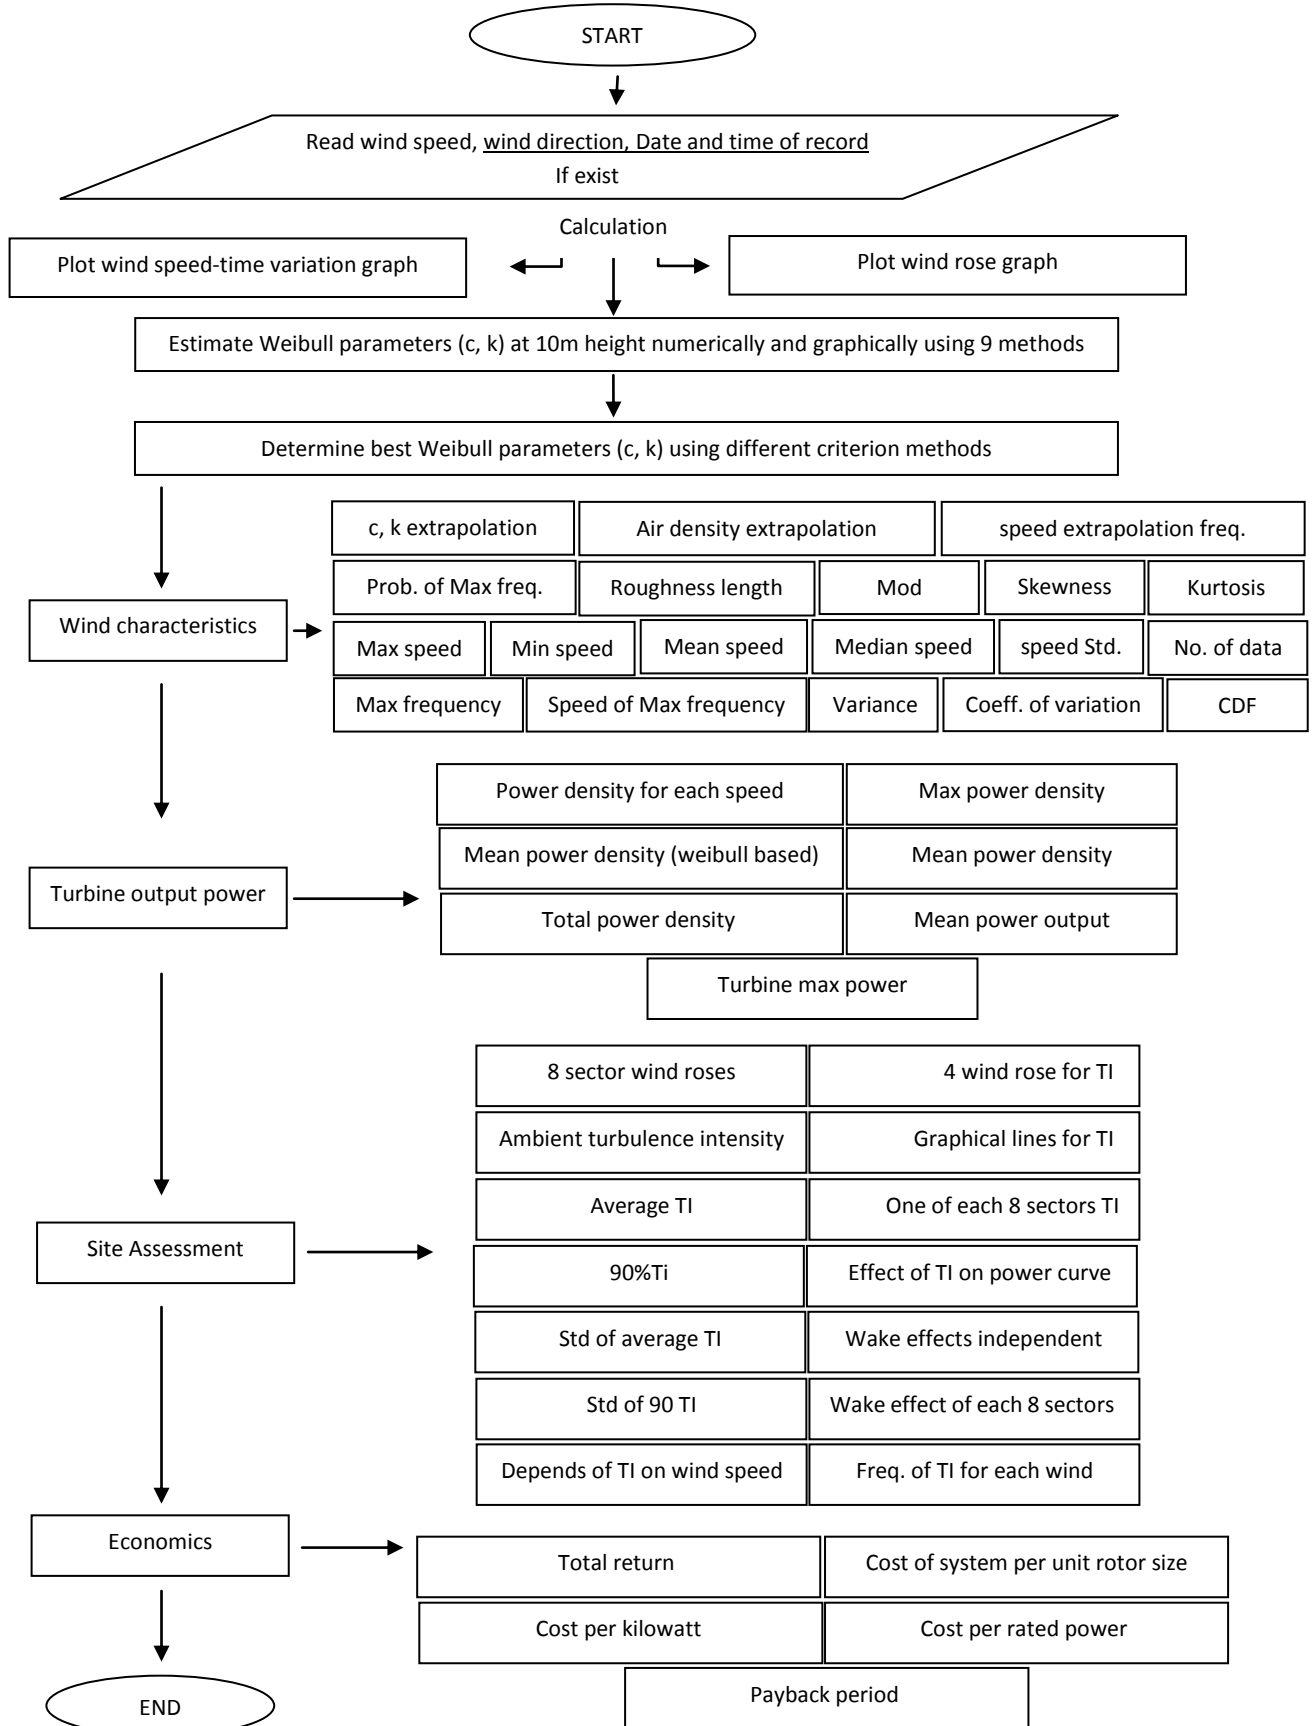 START
Read wind speed, wind direction, Date and time of record
If exist
Calculation
Plot wind speed-time variation graph
Plot wind rose graph
Estimate Weibull parameters (c, k) at 10m height numerically and graphically using 9 methods
Determine best Weibull parameters (c, k) using different criterion methods
c, k extrapolation
Air density extrapolation
speed extrapolation freq.
Prob. of Max freq.
Roughness length
Mod
Skewness
Kurtosis
Wind characteristics
Max speed
Min speed
Mean speed
Median speed
speed Std.
No. of data
Max frequency
Speed of Max frequency
Variance
Coeff. of variation
CDF
Power density for each speed
Max power density
Mean power density (weibull based)
Mean power density
Turbine output power
Total power density
Mean power output
Turbine max power
8 sector wind roses
4 wind rose for TI
Ambient turbulence intensity
Graphical lines for TI
Average TI
One of each 8 sectors TI
Site Assessment
90%Ti
Effect of TI on power curve
Std of average TI
Wake effects independent
Std of 90 TI
Wake effect of each 8 sectors
Depends of TI on wind speed
Freq. of TI for each wind
Economics
Total return
Cost of system per unit rotor size
Cost per kilowatt
Cost per rated power
Payback period
END